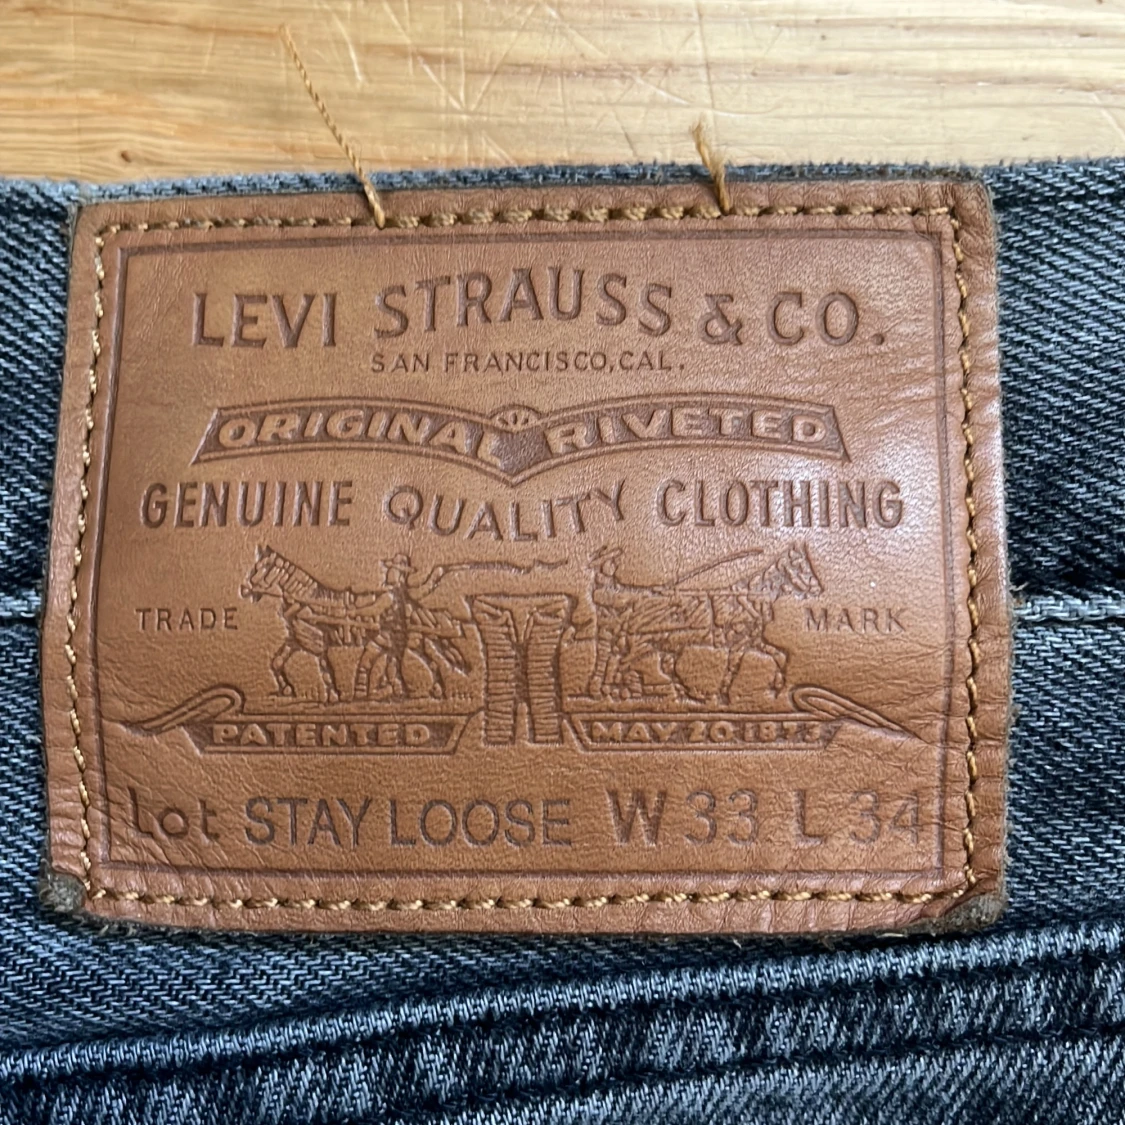 LEVI STRAUSS & CO.
SAN FRANCISCO, CAL.
ORIGINAL RIVETED
GENUINE QUALITY CLOTHING
TRADE MARK
PATENTED MAY 20 1873
Lot STAY LOOSE W 33 L 34